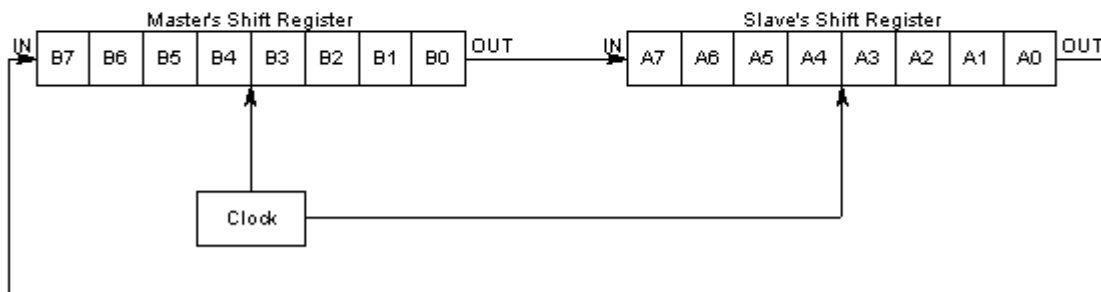 Master's Shift Register
Slave's Shift Register
IN
B7 B6 B5 B4 B3 B2 B1 B0
OUT
IN
A7 A6 A5 A4 A3 A2 A1 A0
OUT
Clock